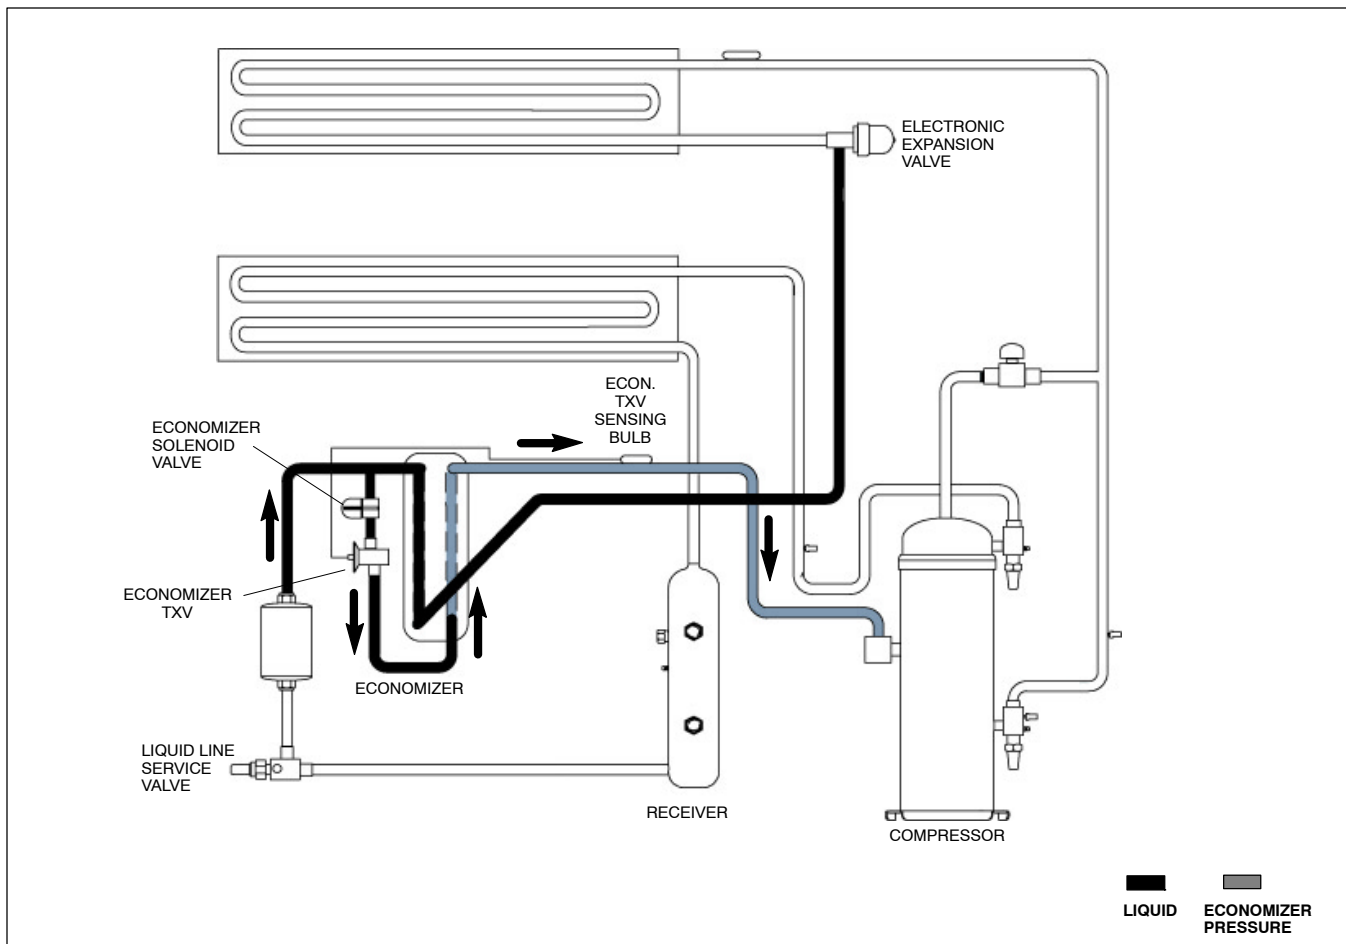 ELECTRONIC
EXPANSION
VALVE
ECON.
TXV
SENSING
BULB
ECONOMIZER
SOLENOID
VALVE
ECONOMIZER
TXV
ECONOMIZER
LIQUID LINE
SERVICE
VALVE
RECEIVER
COMPRESSOR
LIQUID
ECONOMIZER
PRESSURE